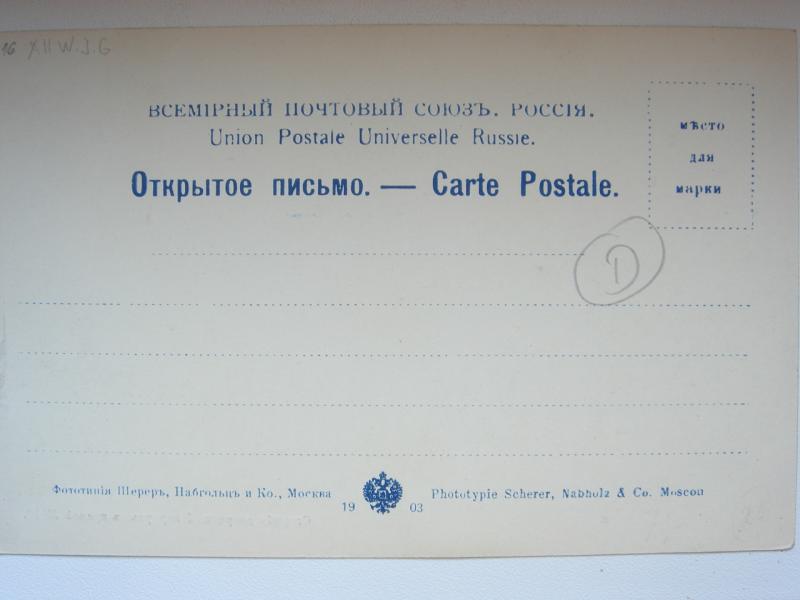 16 XII W.J.G
ВСЕМІРНЫЙ ПОЧТОВЫЙ СОЮЗЪ. РОССІЯ.
Union Postale Universelle Russie.
Открытое письмо. — Carte Postale.
мѣсто
для
марки
D
Фототипія Шереръ, Набгольцъ и Ко., Москва
19 03
Phototypie Scherer, Nabholz & Co. Moscou